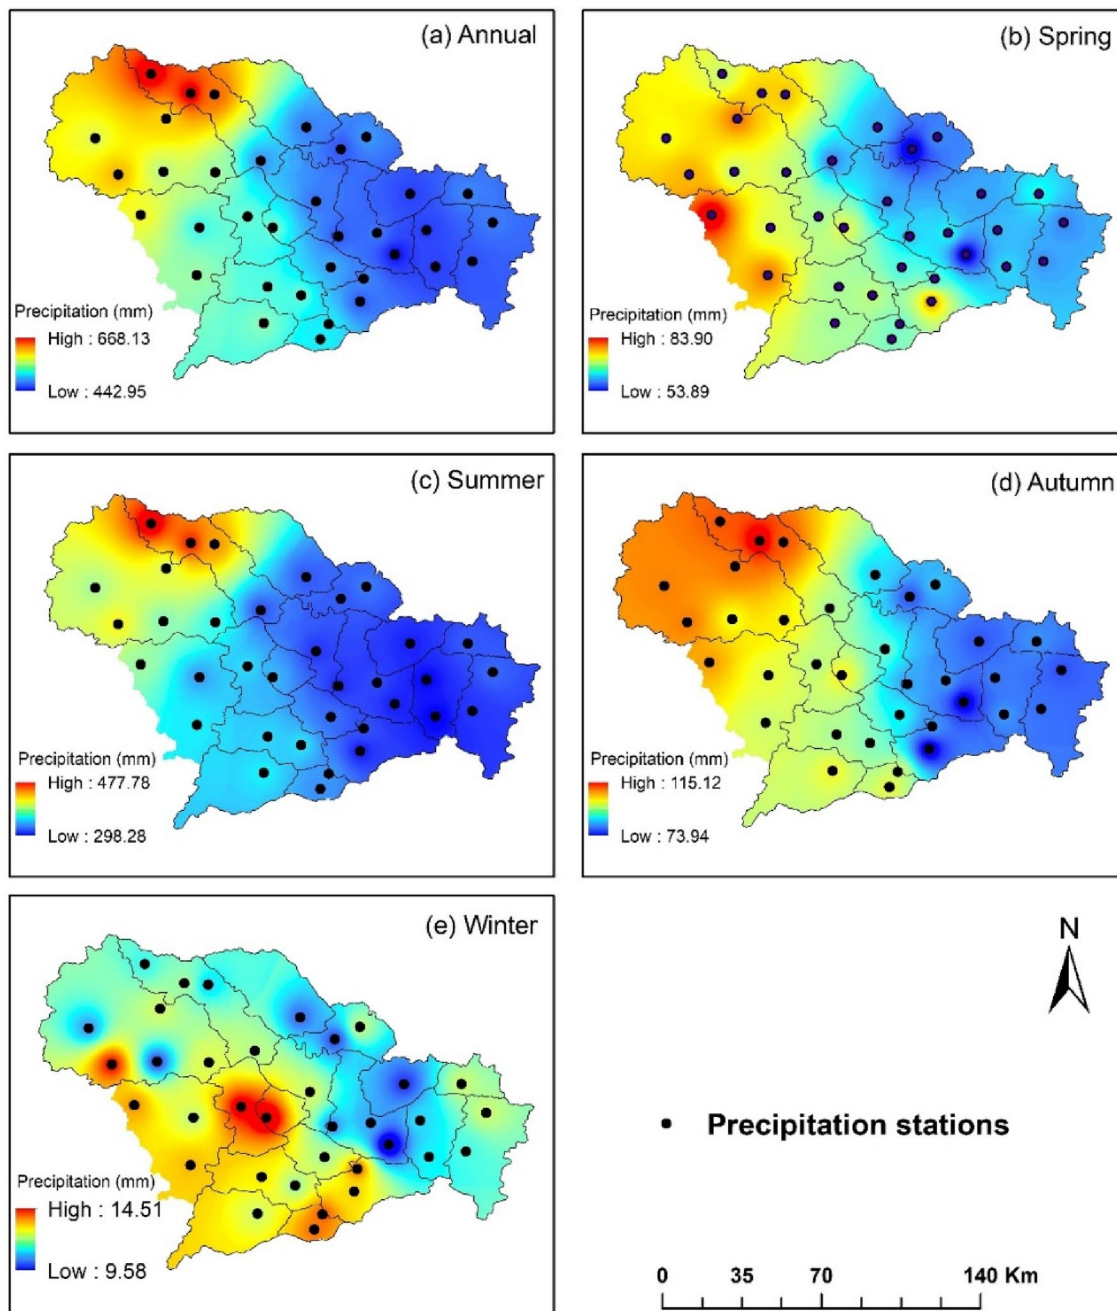 (a) Annual
Precipitation (mm)
High : 668.13
Low : 442.95
(b) Spring
Precipitation (mm)
High : 83.90
Low : 53.89
(c) Summer
Precipitation (mm)
High : 477.78
Low : 298.28
(d) Autumn
Precipitation (mm)
High : 115.12
Low : 73.94
(e) Winter
Precipitation (mm)
High : 14.51
Low : 9.58
N
Precipitation stations
0 35 70 140 Km